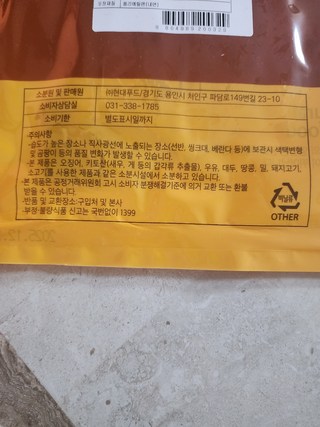 소분원 및 판매원 ㈜현대푸드/경기도 용인시 처인구 파담로149번길 23-10
소비자상담실 031-338-1785
소비기한 별도표시일까지
·주의사항
-습도가 높은 장소나 직사광선에 노출되는 장소(선반, 씽크대, 베란다 등)에 보관시 색택변형
및 곰팡이 등의 품질 변화가 발생할 수 있습니다.
·본 제품은 오징어, 키토산(새우, 게 등의 갑각류 추출물), 우유, 대두, 땅콩, 밀, 돼지고기,
소고기를 사용한 제품과 같은 소분시설에서 소분하고 있습니다.
·본 제품은 공정거래위원회 고시 소비자 분쟁해결기준에 의거 교환 또는 환불
받을 수 있습니다.
·반품 및 교환장소:구입처 및 본사
·부정·불량식품 신고는 국번없이 1399
비닐류
OTHER